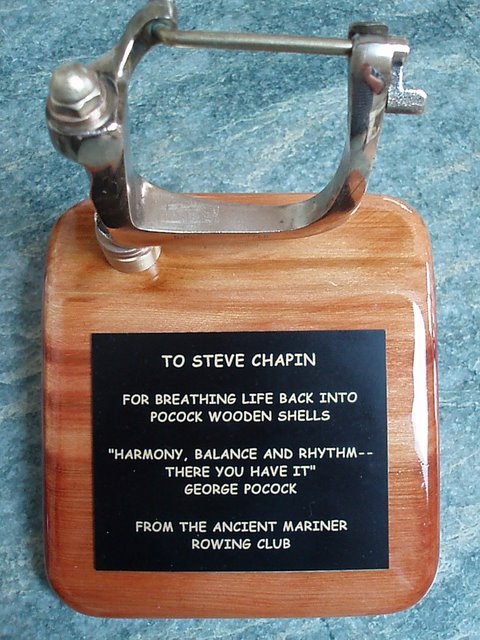 TO STEVE CHAPIN
FOR BREATHING LIFE BACK INTO
POCOCK WOODEN SHELLS
"HARMONY, BALANCE AND RHYTHM--
THERE YOU HAVE IT"
GEORGE POCOCK
FROM THE ANCIENT MARINER
ROWING CLUB